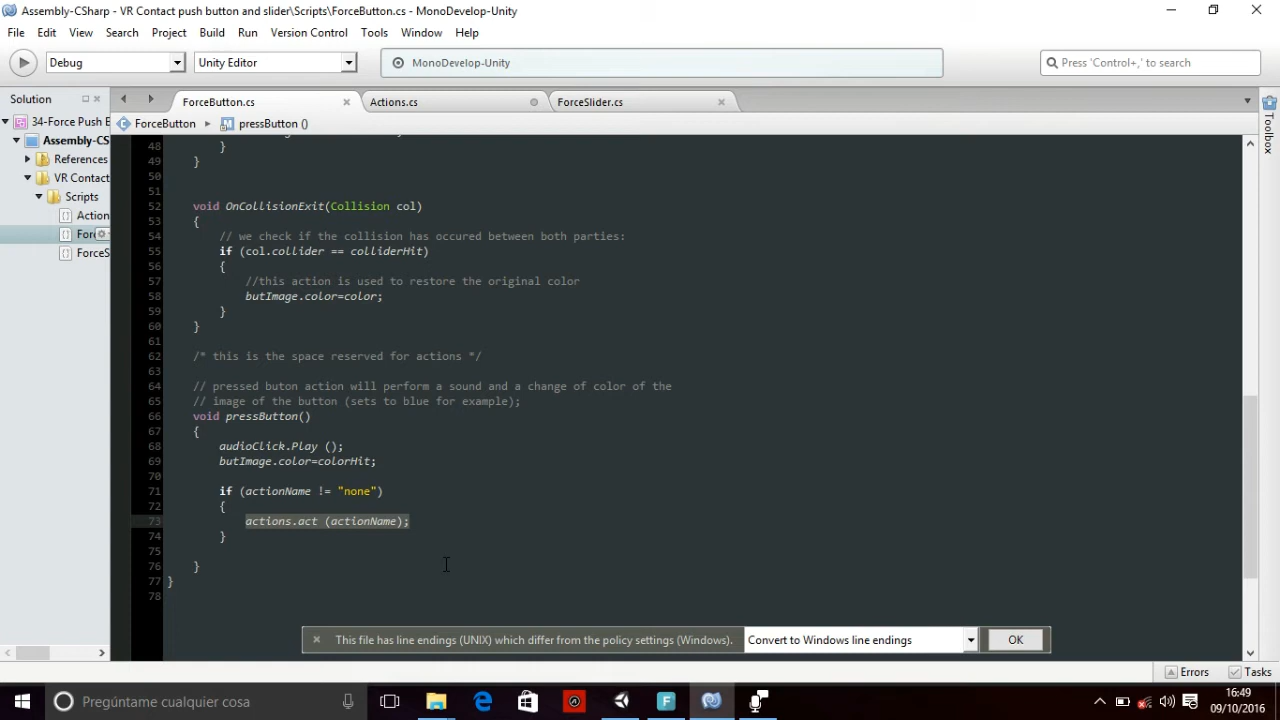 Assembly-CSharp - VR Contact push button and slider\Scripts\ForceButton.cs - MonoDevelop-Unity
File Edit View Search Project Build Run Version Control Tools Window Help
Debug Unity Editor MonoDevelop-Unity Press 'Control+,' to search
Solution ForceButton.cs Actions.cs ForceSlider.cs
34-Force Push B ForceButton pressButton ()
Assembly-CS
References
VR Contact
Scripts
Action
Forc
ForceS
Toolbox
48 }
49 }
50
51
52 void OnCollisionExit(Collision col)
53 {
54 // we check if the collision has occured between both parties:
55 if (col.collider == colliderHit)
56 {
57 //this action is used to restore the original color
58 butImage.color=color;
59 }
60 }
61
62 /* this is the space reserved for actions */
63
64 // pressed buton action will perform a sound and a change of color of the
65 // image of the button (sets to blue for example);
66 void pressButton()
67 {
68 audioClick.Play ();
69 butImage.color=colorHit;
70
71 if (actionName != "none")
72 {
73 actions.act (actionName);
74 }
75
76 }
77 }
78
This file has line endings (UNIX) which differ from the policy settings (Windows). Convert to Windows line endings OK
Errors Tasks
Pregúntame cualquier cosa
16:49
09/10/2016